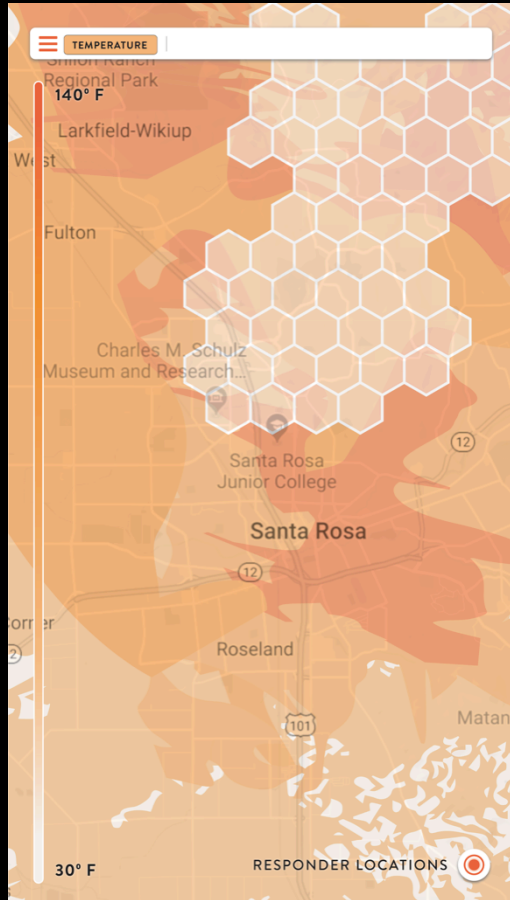 TEMPERATURE
Shiloh Ranch
Regional Park
140° F
Larkfield-Wikiup
West
Fulton
Charles M. Schulz
Museum and Research...
12
Santa Rosa
Junior College
Santa Rosa
12
Corner
Roseland
101
Matan
30° F
RESPONDER LOCATIONS